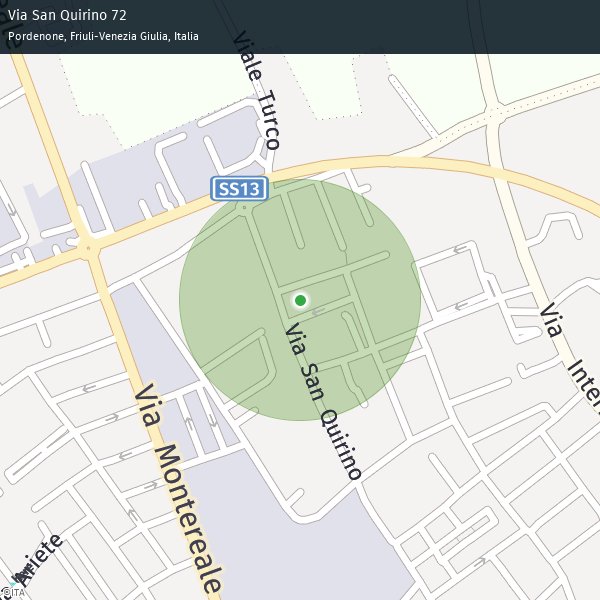 Via San Quirino 72
Pordenone, Friuli-Venezia Giulia, Italia
Viale Turco
SS13
Via San Quirino
Via Montereale
Via
Ariete
©ITA